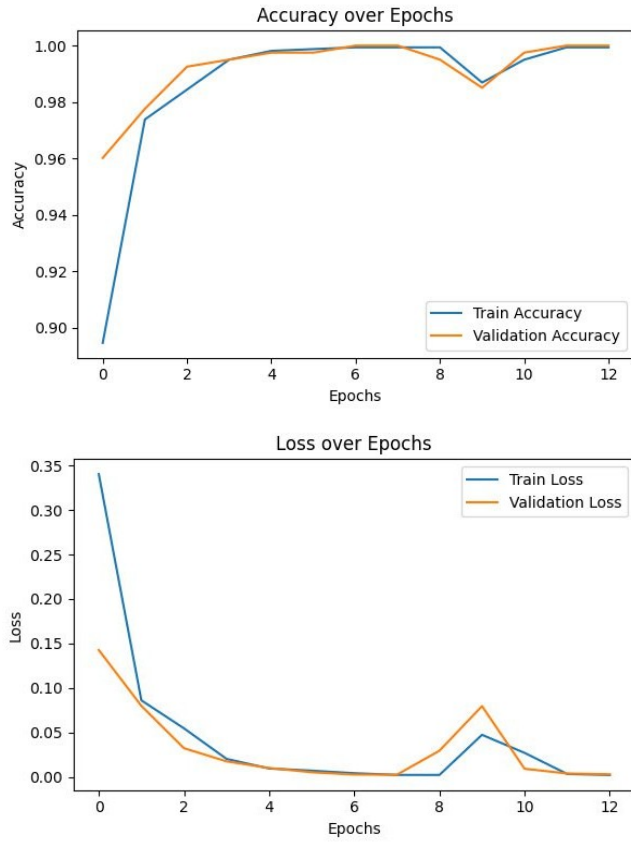 Accuracy over Epochs
1.00
0.98
0.96
0.94
0.92
0.90
Accuracy
Train Accuracy
Validation Accuracy
0 2 4 6 8 10 12
Epochs
Loss over Epochs
0.35
0.30
0.25
0.20
0.15
0.10
0.05
0.00
Loss
Train Loss
Validation Loss
0 2 4 6 8 10 12
Epochs